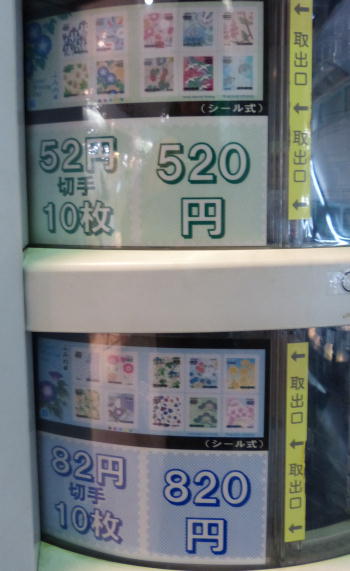 (シール式)
52円
切手
10枚
520
円
← 取出口 ← 取出口 ←
(シール式)
82円
切手
10枚
820
円
← 取出口 ← 取出口 ←